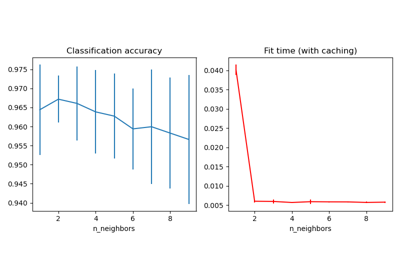 Classification accuracy
0.975
0.970
0.965
0.960
0.955
0.950
0.945
0.940
2 4 6 8
n_neighbors
Fit time (with caching)
0.040
0.035
0.030
0.025
0.020
0.015
0.010
0.005
2 4 6 8
n_neighbors